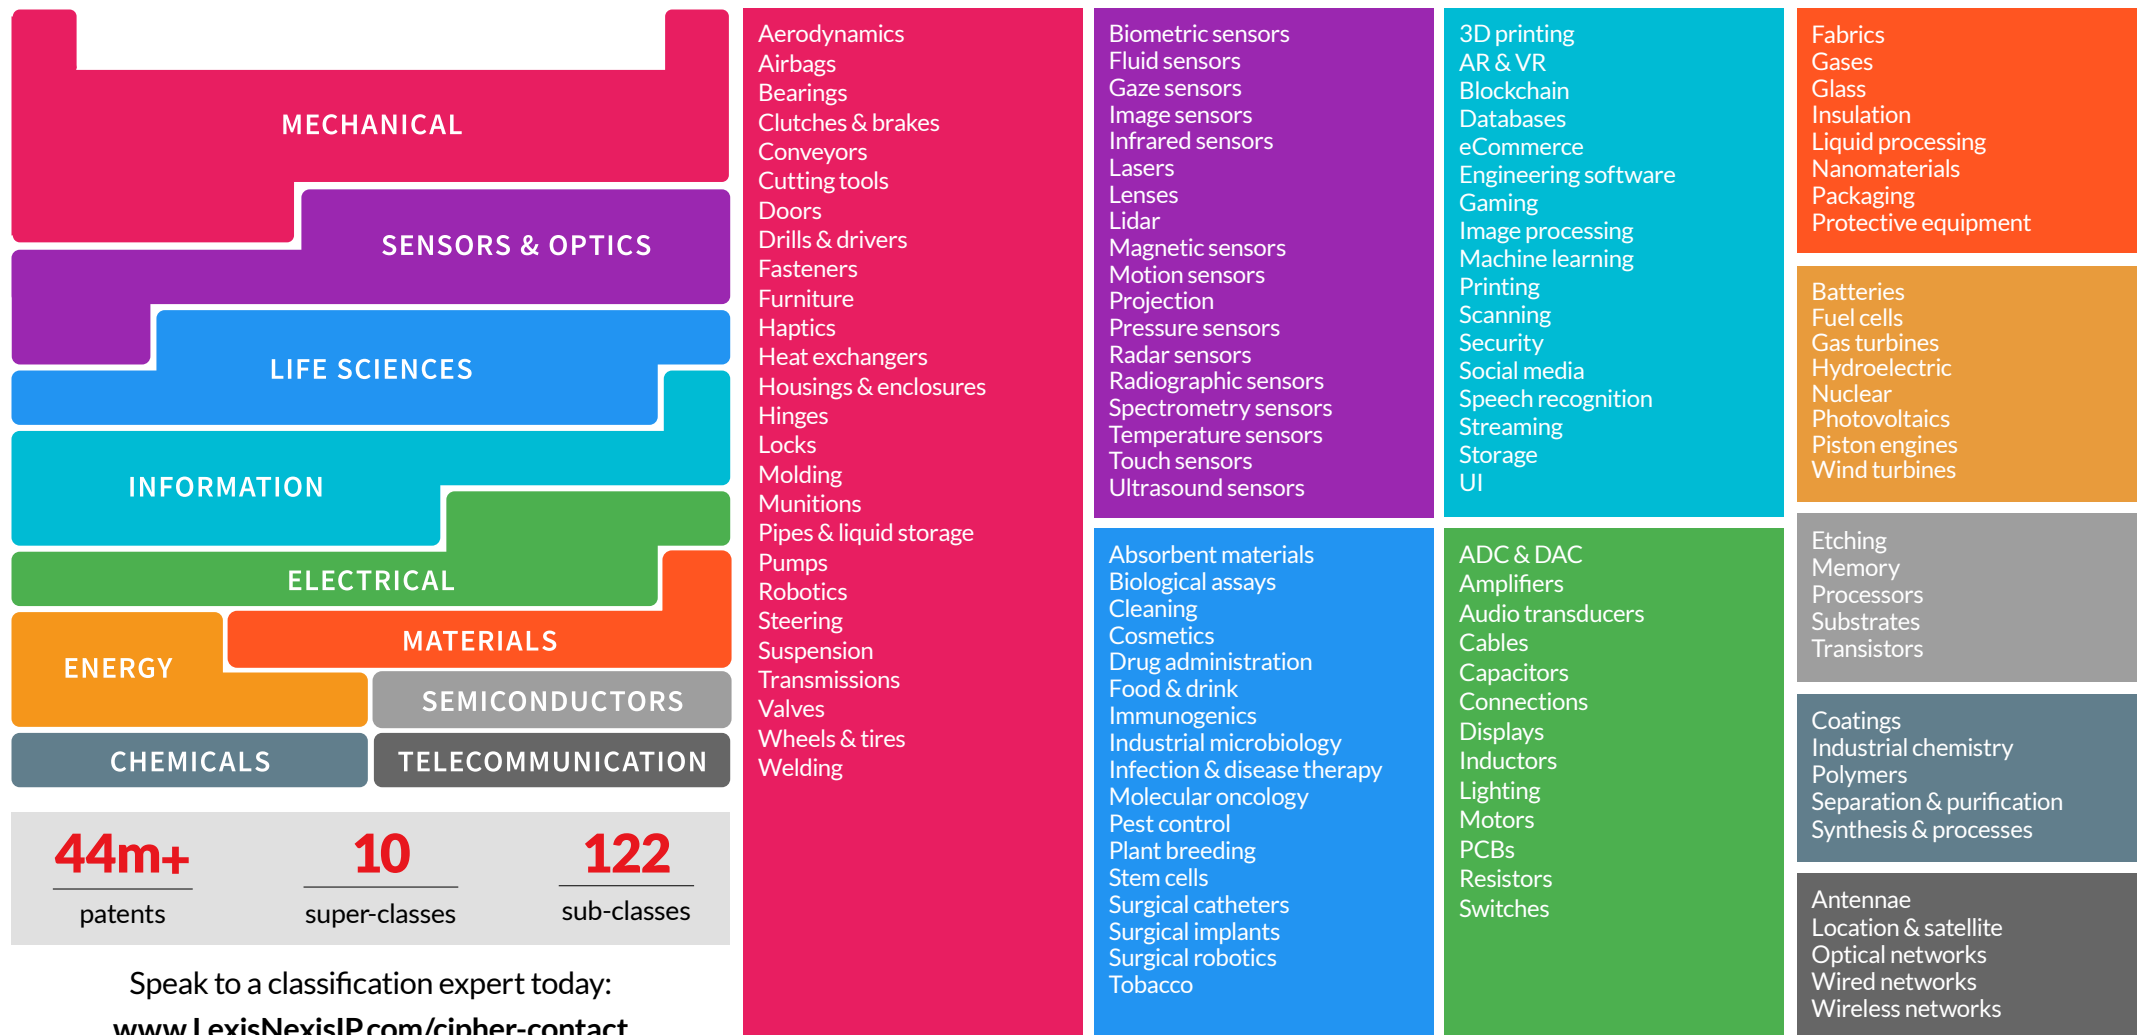 MECHANICAL
SENSORS & OPTICS
LIFE SCIENCES
INFORMATION
ELECTRICAL
MATERIALS
ENERGY
SEMICONDUCTORS
CHEMICALS
TELECOMMUNICATION
44m+
patents
10
super-classes
122
sub-classes
Speak to a classification expert today:
www.LexisNexisIP.com/cipher-contact
Aerodynamics
Airbags
Bearings
Clutches & brakes
Conveyors
Cutting tools
Doors
Drills & drivers
Fasteners
Furniture
Haptics
Heat exchangers
Housings & enclosures
Hinges
Locks
Molding
Munitions
Pipes & liquid storage
Pumps
Robotics
Steering
Suspension
Transmissions
Valves
Wheels & tires
Welding
Biometric sensors
Fluid sensors
Gaze sensors
Image sensors
Infrared sensors
Lasers
Lenses
Lidar
Magnetic sensors
Motion sensors
Projection
Pressure sensors
Radar sensors
Radiographic sensors
Spectrometry sensors
Temperature sensors
Touch sensors
Ultrasound sensors
Absorbent materials
Biological assays
Cleaning
Cosmetics
Drug administration
Food & drink
Immunogenics
Industrial microbiology
Infection & disease therapy
Molecular oncology
Pest control
Plant breeding
Stem cells
Surgical catheters
Surgical implants
Surgical robotics
Tobacco
3D printing
AR & VR
Blockchain
Databases
eCommerce
Engineering software
Gaming
Image processing
Machine learning
Printing
Scanning
Security
Social media
Speech recognition
Streaming
Storage
UI
ADC & DAC
Amplifiers
Audio transducers
Cables
Capacitors
Connections
Displays
Inductors
Lighting
Motors
PCBs
Resistors
Switches
Fabrics
Gases
Glass
Insulation
Liquid processing
Nanomaterials
Packaging
Protective equipment
Batteries
Fuel cells
Gas turbines
Hydroelectric
Nuclear
Photovoltaics
Piston engines
Wind turbines
Etching
Memory
Processors
Substrates
Transistors
Coatings
Industrial chemistry
Polymers
Separation & purification
Synthesis & processes
Antennae
Location & satellite
Optical networks
Wired networks
Wireless networks